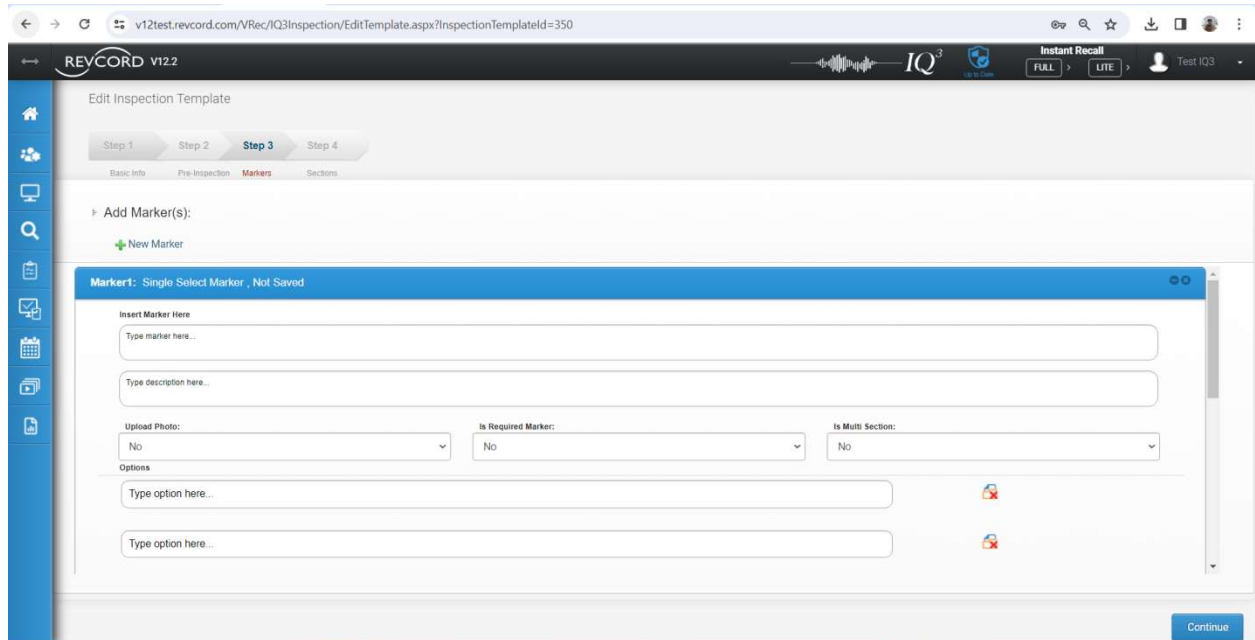 v12test.revcord.com/VRec/IQ3Inspection/EditTemplate.aspx?InspectionTemplateId=350
REVCORD V12.2
IQ3
Up to Date
Instant Recall
FULL > LITE >
Test IQ3
Edit Inspection Template
Step 1 Step 2 Step 3 Step 4
Basic Info Pre-Inspection Markers Sections
Add Marker(s):
New Marker
Marker1: Single Select Marker , Not Saved
Insert Marker Here
Type marker here...
Type description here...
Upload Photo: Is Required Marker: Is Multi Section:
No No No
Options
Type option here...
Type option here...
Continue